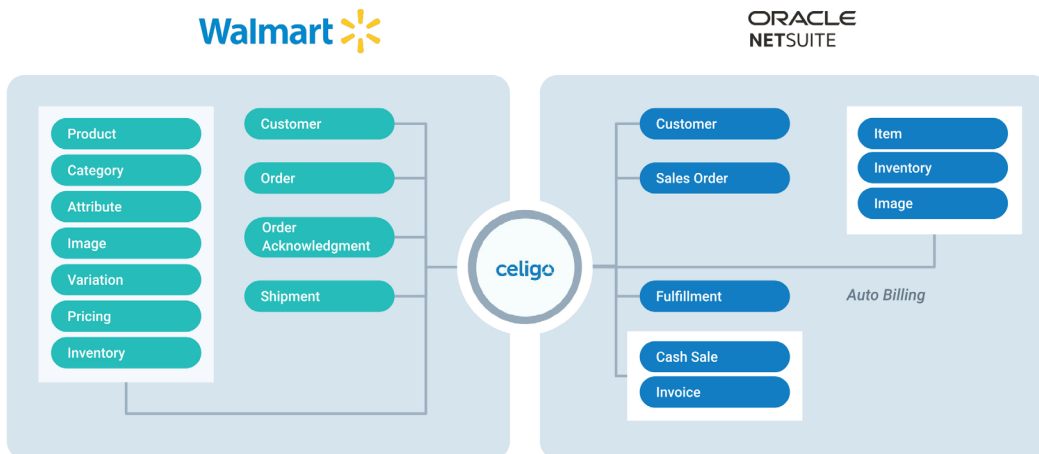 Walmart
ORACLE
NETSUITE
Product
Category
Attribute
Image
Variation
Pricing
Inventory
Customer
Order
Order
Acknowledgment
Shipment
celigo
Customer
Sales Order
Fulfillment
Cash Sale
Invoice
Item
Inventory
Image
Auto Billing